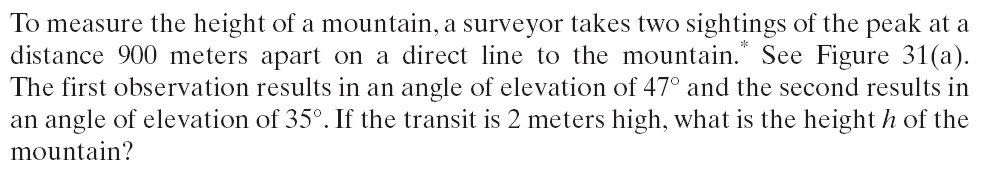 To measure the height of a mountain, a surveyor takes two sightings of the peak at a
distance 900 meters apart on a direct line to the mountain.* See Figure 31(a).
The first observation results in an angle of elevation of 47° and the second results in
an angle of elevation of 35°. If the transit is 2 meters high, what is the height h of the
mountain?